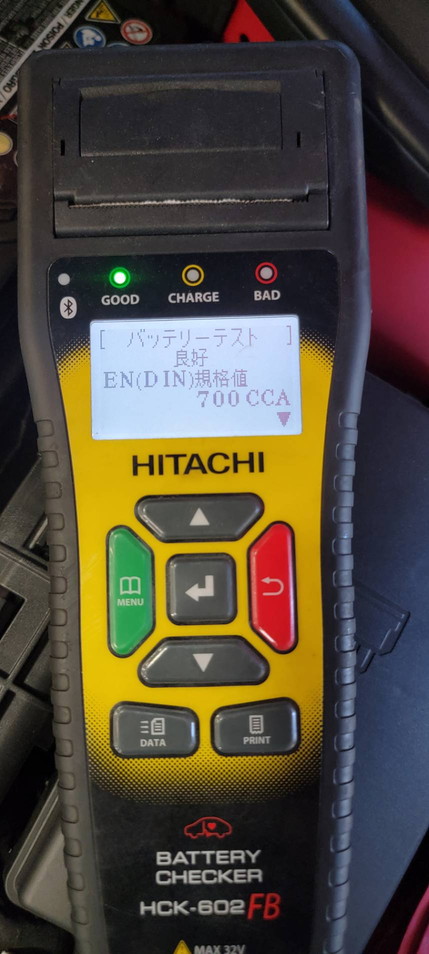 GOOD CHARGE BAD
[ バッテリーテスト ]
良好
EN(DIN)規格値
700 CCA
▼
HITACHI
MENU
DATA
PRINT
BATTERY
CHECKER
HCK-602FB
MAX 32V